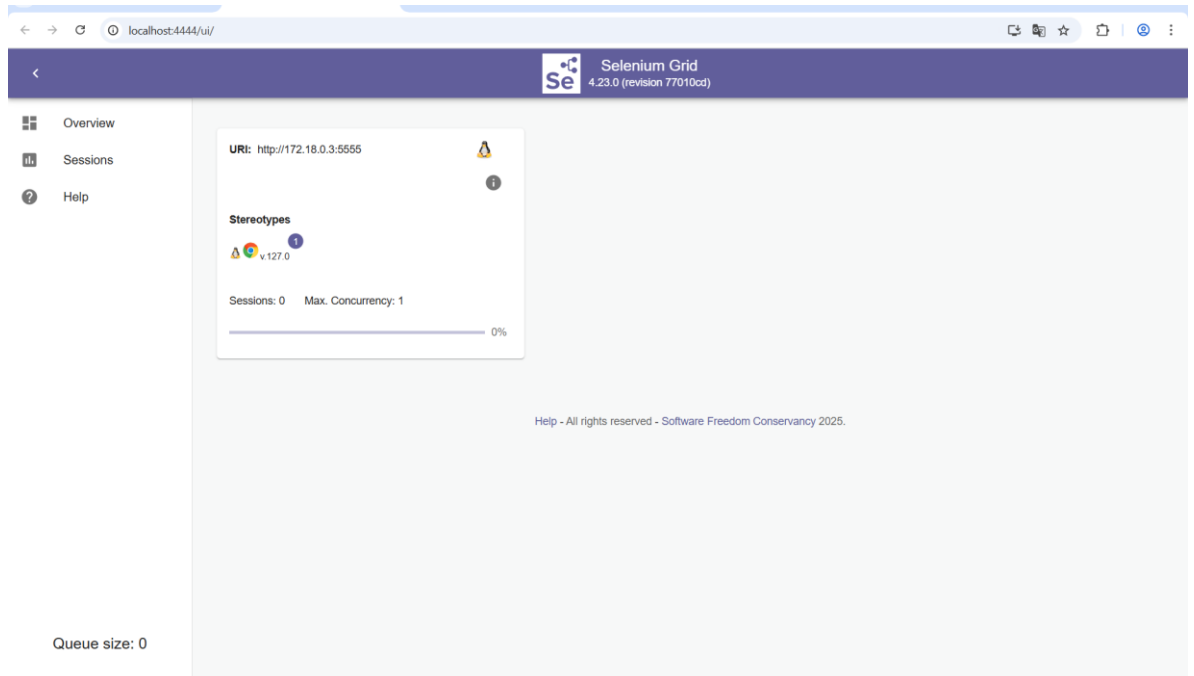 localhost:4444/ui/
Se
Selenium Grid
4.23.0 (revision 77010cd)
Overview
Sessions
Help
URI: http://172.18.0.3:5555
Stereotypes
v.127.0
1
Sessions: 0 Max. Concurrency: 1
0%
Help - All rights reserved - Software Freedom Conservancy 2025.
Queue size: 0